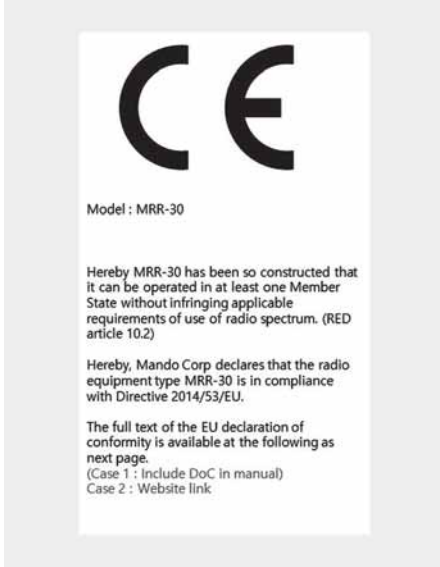 CE
Model : MRR-30
Hereby MRR-30 has been so constructed that
it can be operated in at least one Member
State without infringing applicable
requirements of use of radio spectrum. (RED
article 10.2)
Hereby, Mando Corp declares that the radio
equipment type MRR-30 is in compliance
with Directive 2014/53/EU.
The full text of the EU declaration of
conformity is available at the following as
next page.
(Case 1 : Include DoC in manual)
Case 2 : Website link